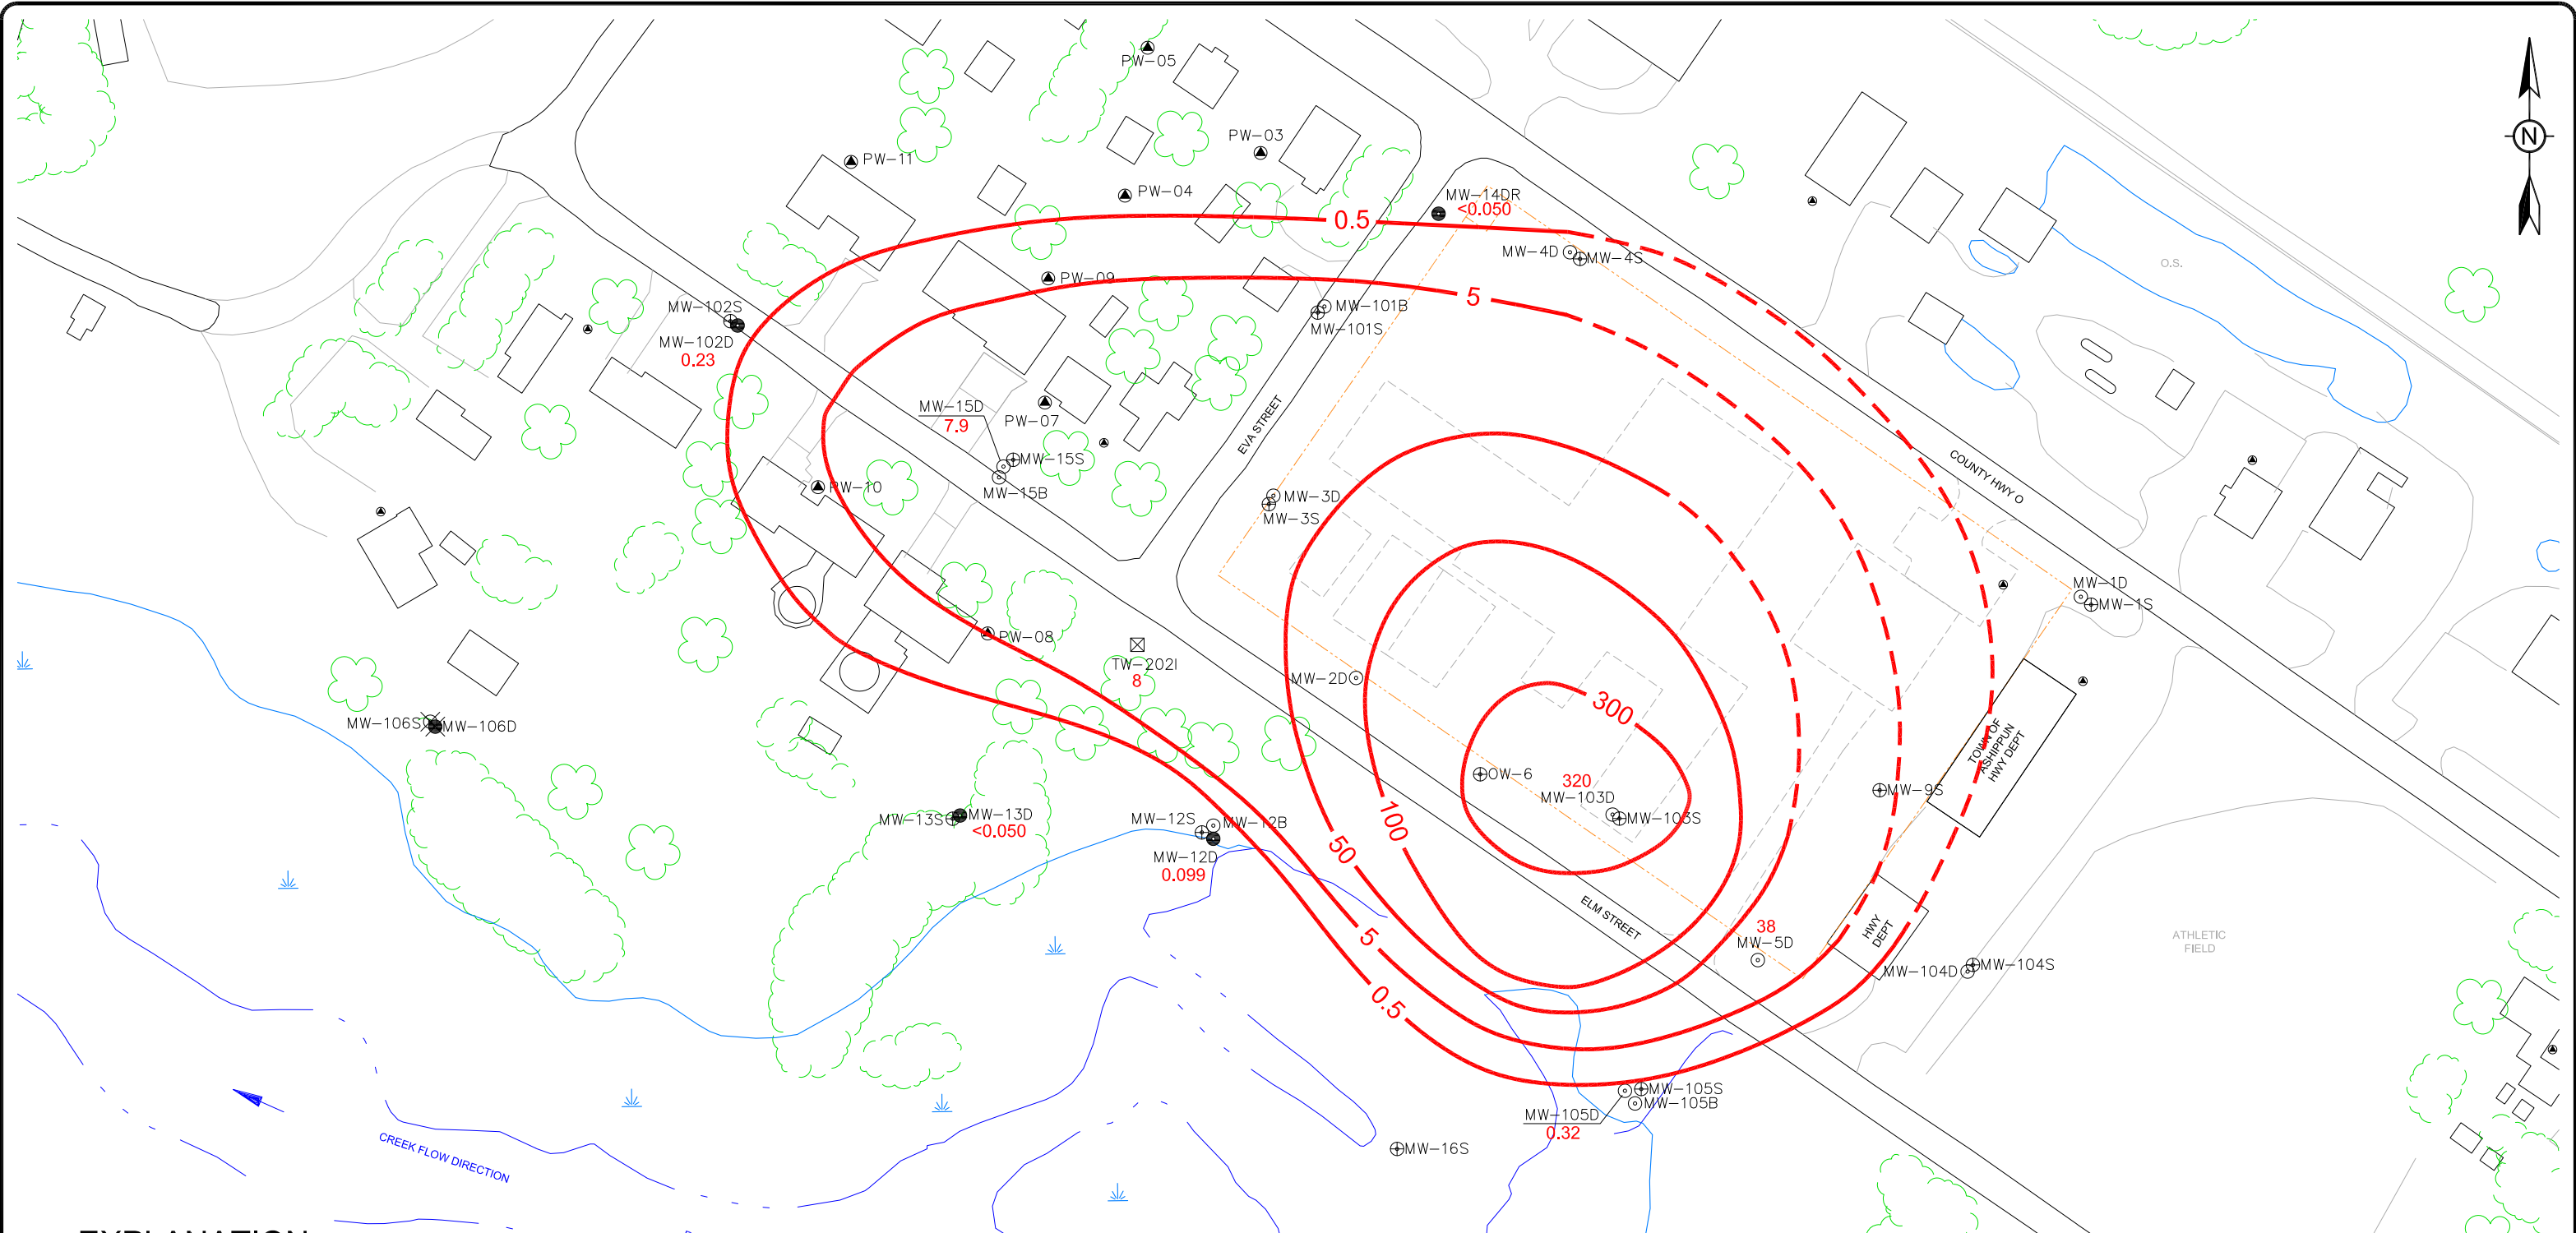 PW-05
N
PW-03
PW-11
PW-04
MW-14DR
<0.050
0.5
MW-4D
MW-4S
O.S.
PW-09
5
MW-102S
MW-101B
MW-101S
MW-102D
0.23
MW-15D
7.9
PW-07
EVA STREET
MW-15S
COUNTY HWY O
PW-10
MW-15B
MW-3D
MW-3S
MW-1D
MW-1S
PW-08
TW-202I
8
MW-2D
300
MW-106S
MW-106D
TOWN OF
ASHIPPUN
HWY DEPT
OW-6
320
MW-103D
MW-9S
MW-103S
MW-13S
MW-13D
<0.050
MW-12S
MW-12B
100
50
MW-12D
0.099
ELM STREET
38
MW-5D
HWY
DEPT
5
ATHLETIC
FIELD
MW-104D
MW-104S
0.5
MW-105S
MW-105B
MW-105D
0.32
CREEK FLOW DIRECTION
MW-16S
EXPLANATION